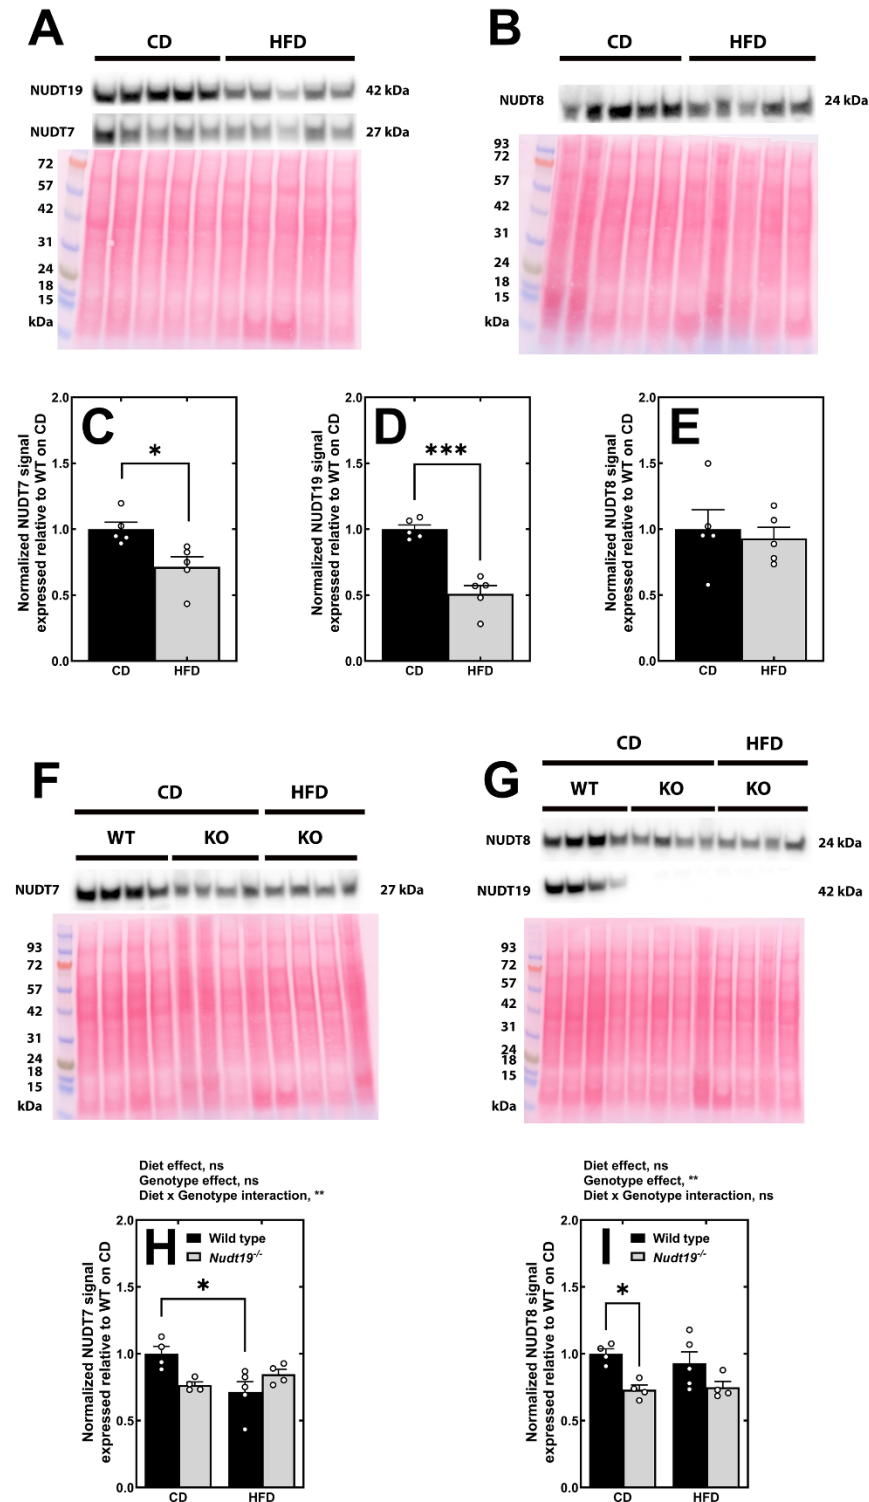 A
CD HFD
NUDT19 42 kDa
NUDT7 27 kDa
72
57
42
31
24
18
15
kDa
B
CD HFD
NUDT8 24 kDa
93
72
57
42
31
24
18
15
kDa
C
Normalized NUDT7 signal
expressed relative to WT on CD
2.0
1.5
1.0
0.5
0.0
*
CD HFD
D
Normalized NUDT19 signal
expressed relative to WT on CD
2.0
1.5
1.0
0.5
0.0
***
CD HFD
E
Normalized NUDT8 signal
expressed relative to WT on CD
2.0
1.5
1.0
0.5
0.0
CD HFD
F
CD HFD
WT KO KO
NUDT7 27 kDa
93
72
57
42
31
24
18
15
kDa
G
CD HFD
WT KO KO
NUDT8 24 kDa
NUDT19 42 kDa
93
72
57
42
31
24
18
15
kDa
Diet effect, ns
Genotype effect, ns
Diet x Genotype interaction, **
H
Wild type
Nudt19-/-
Normalized NUDT7 signal
expressed relative to WT on CD
2.0
1.5
1.0
0.5
0.0
*
CD HFD
Diet effect, ns
Genotype effect, **
Diet x Genotype interaction, ns
I
Wild type
Nudt19-/-
Normalized NUDT8 signal
expressed relative to WT on CD
2.0
1.5
1.0
0.5
0.0
*
CD HFD